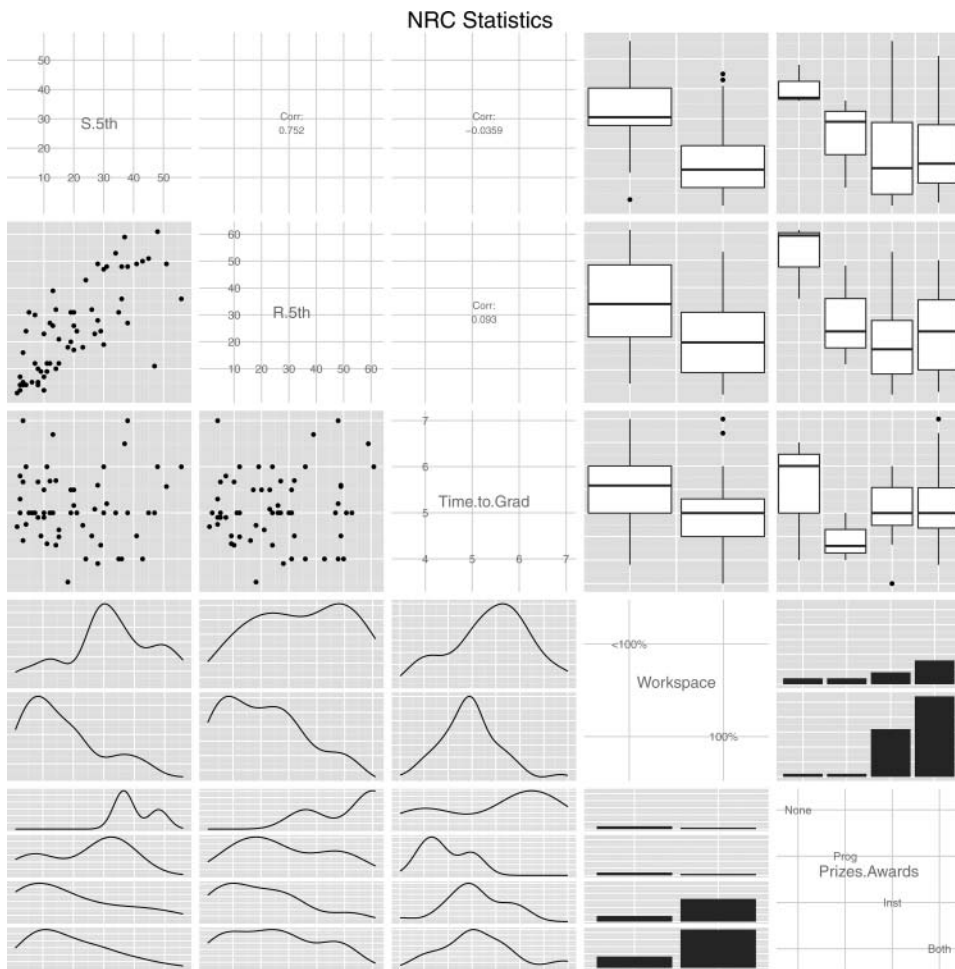 NRC Statistics
50
40
30
20
10
S.5th
10 20 30 40 50
Corr:
0.752
Corr:
-0.0359
60
50
40
30
20
10
R.5th
10 20 30 40 50 60
Corr:
0.093
7
6
5
4
Time.to.Grad
4 5 6 7
<100%
Workspace
100%
None
Prog
Prizes.Awards
Inst
Both